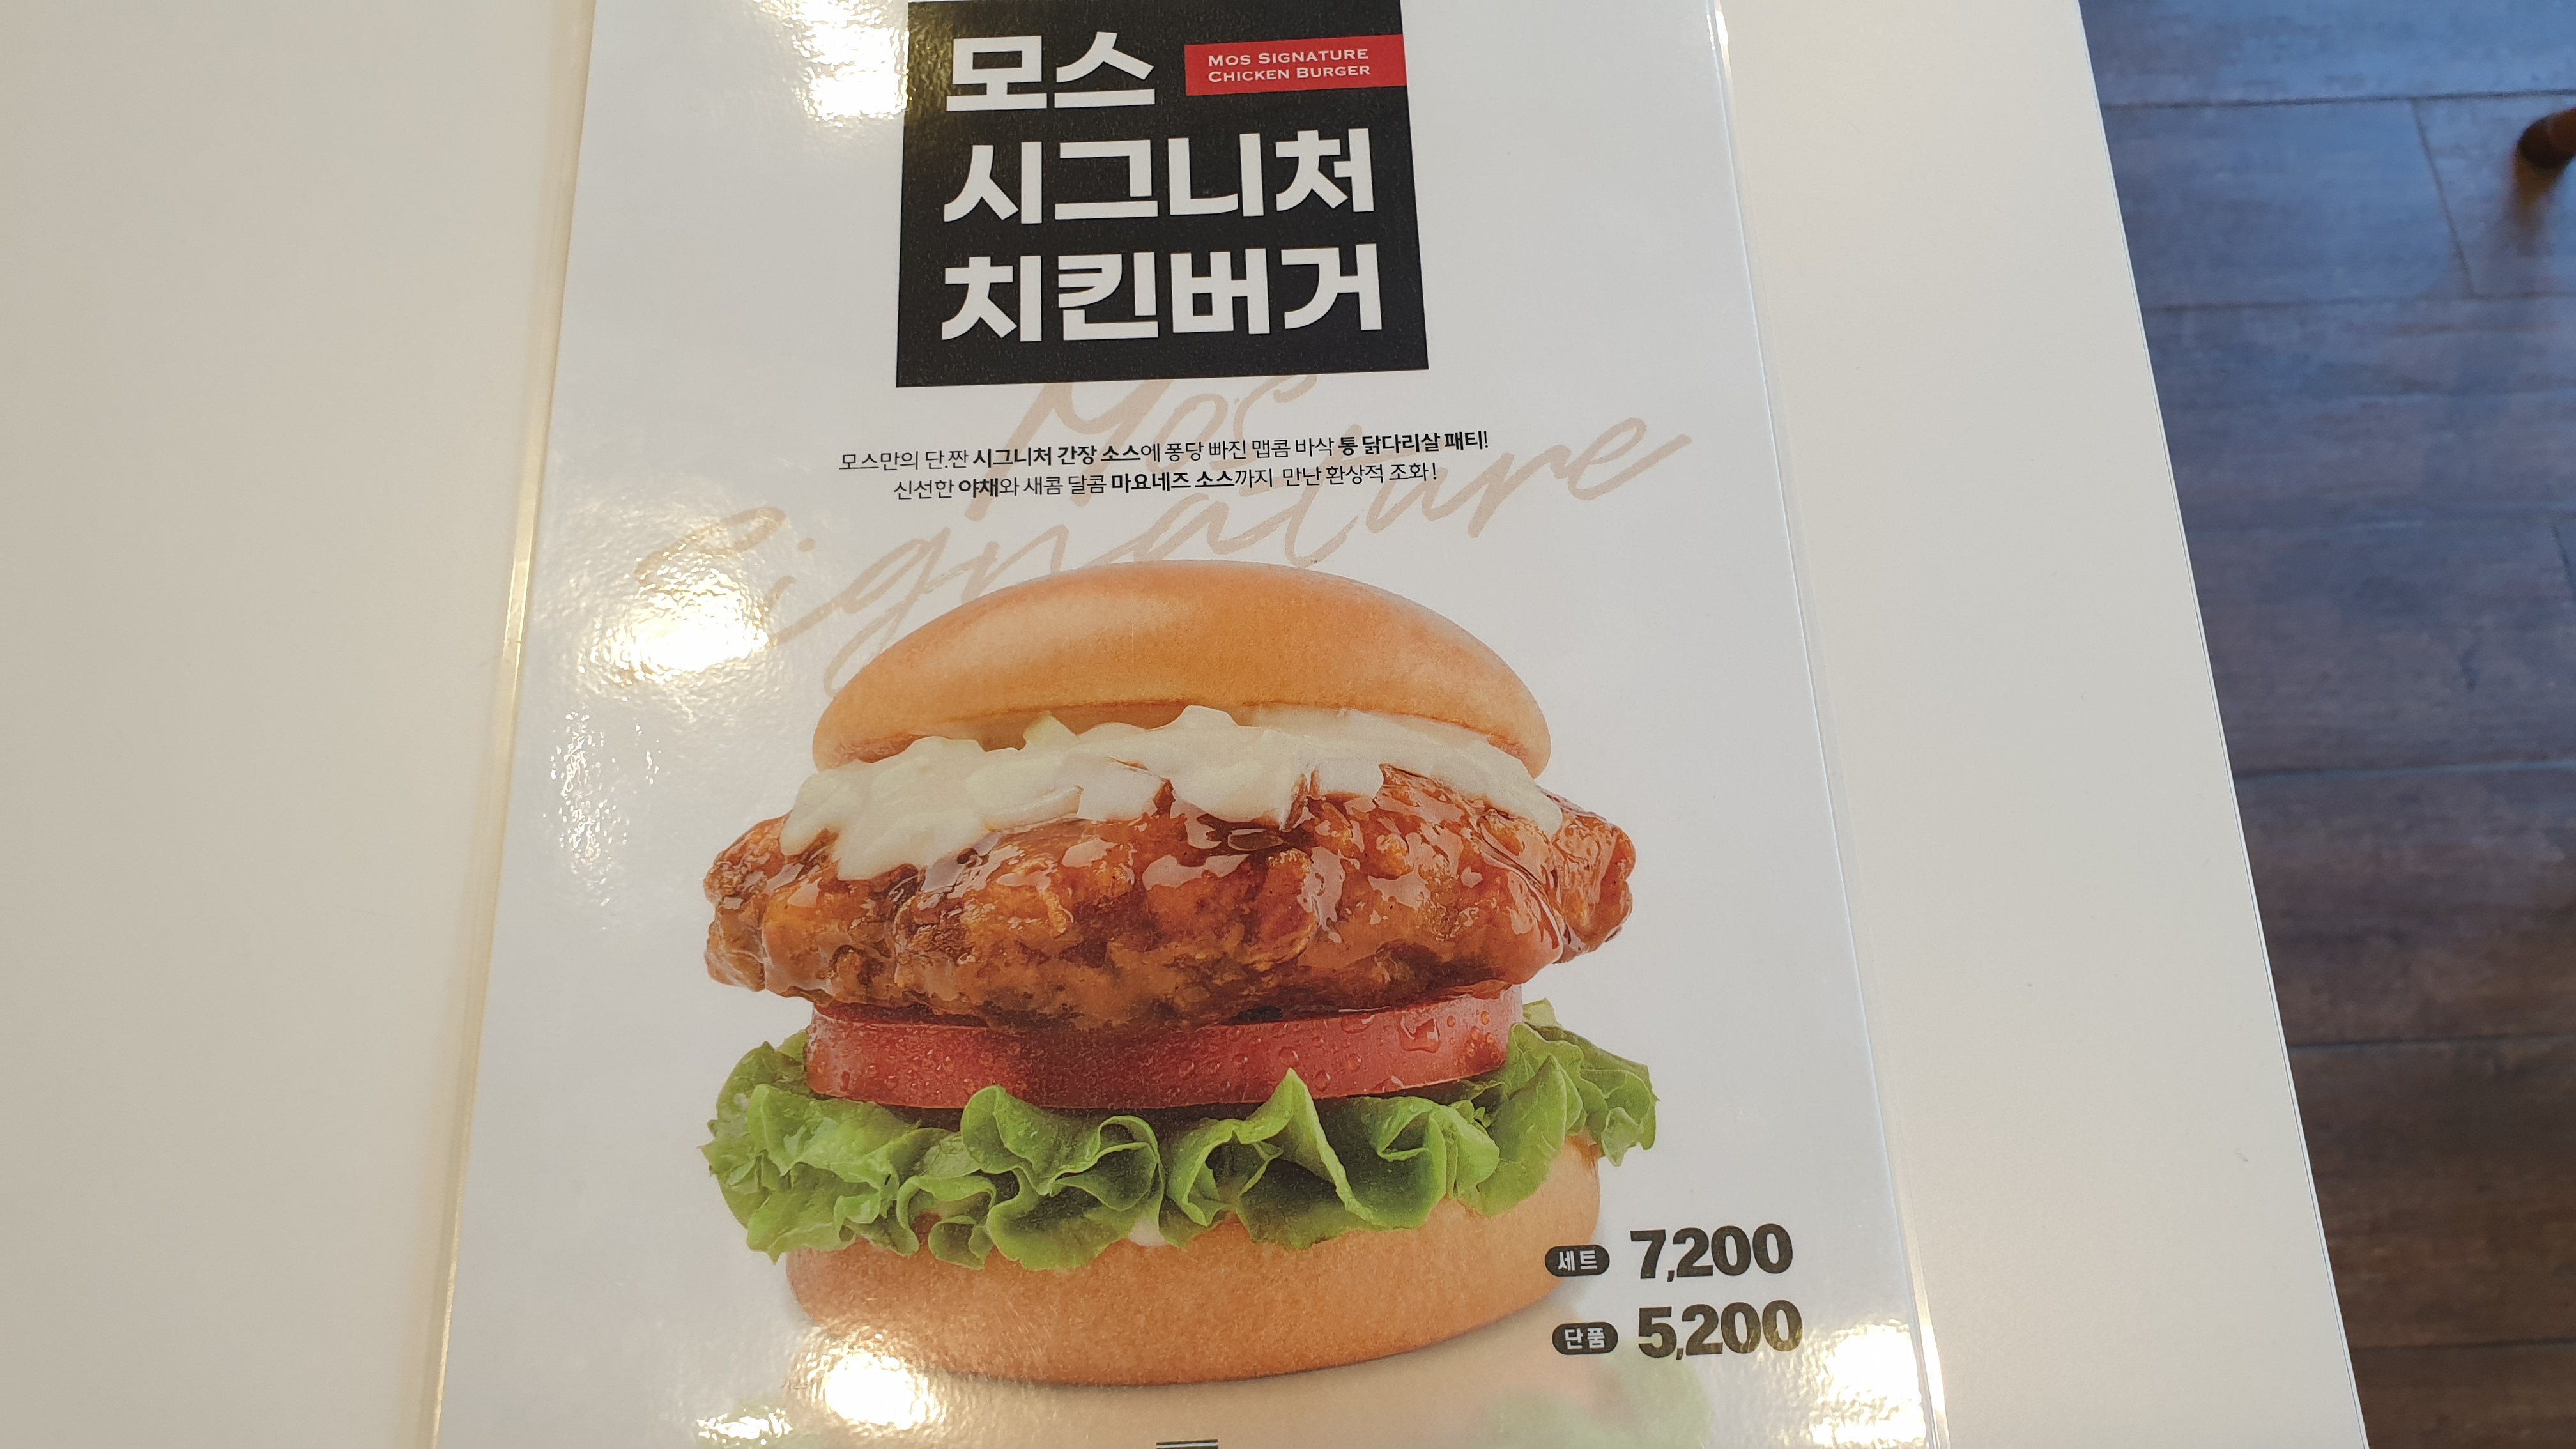 모스
MOS SIGNATURE
CHICKEN BURGER
시그니처
치킨버거
Mos
Signature
모스만의 단.짠 시그니처 간장 소스에 퐁당 빠진 맵콤 바삭 통 닭다리살 패티!
신선한 야채와 새콤 달콤 마요네즈 소스까지 만난 환상적 조화!
세트 7,200
단품 5,200